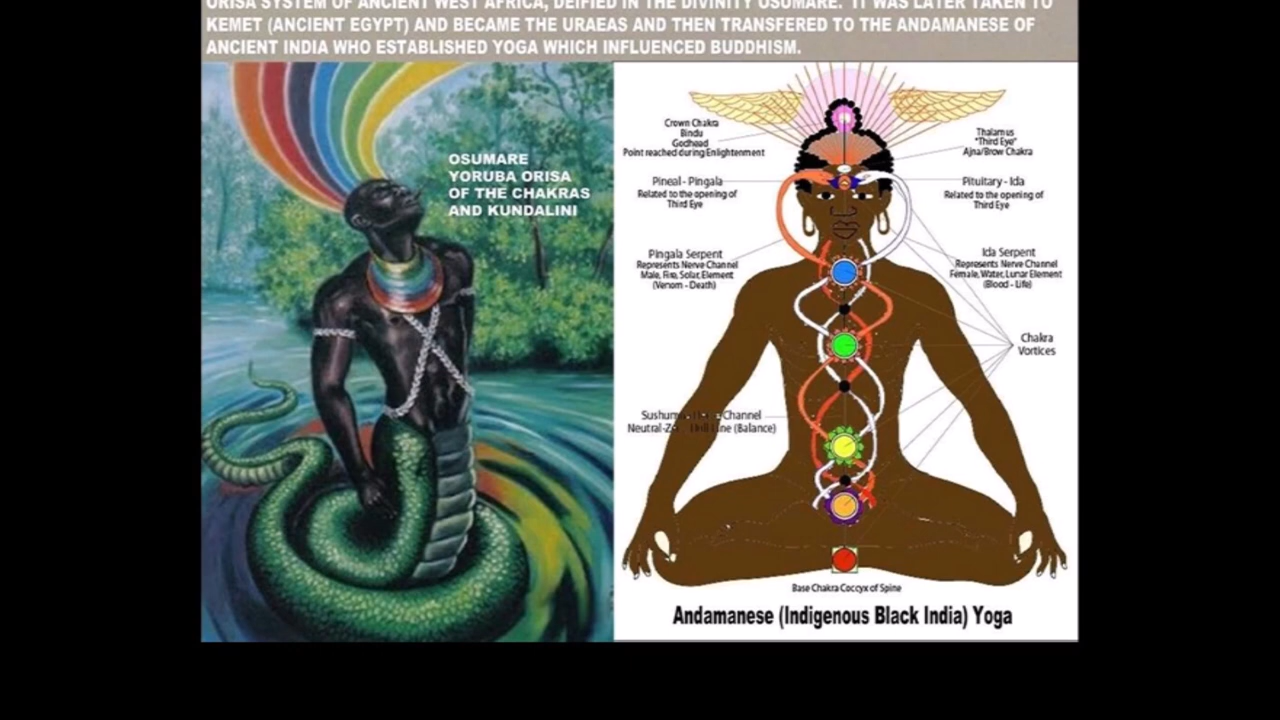 ORISA SYSTEM OF ANCIENT WEST AFRICA, DEIFIED IN THE DIVINITY OSUMARE. IT WAS LATER TAKEN TO
KEMET (ANCIENT EGYPT) AND BECAME THE URAEAS AND THEN TRANSFERED TO THE ANDAMANESE OF
ANCIENT INDIA WHO ESTABLISHED YOGA WHICH INFLUENCED BUDDHISM.
OSUMARE
YORUBA ORISA
OF THE CHAKRAS
AND KUNDALINI
Crown Chakra
Bindu
Godhead
Point reached during Enlightenment
Thalamus
"Third Eye"
Ajna/Brow Chakra
Pineal - Pingala
Related to the opening of
Third Eye
Pituitary - Ida
Related to the opening of
Third Eye
Pingala Serpent
Represents Nerve Channel
Male, Fire, Solar, Element
(Venom - Death)
Ida Serpent
Represents Nerve Channel
Female, Water, Lunar Element
(Blood - Life)
Chakra
Vortices
Channel
(Balance)
Base Chakra Coccyx of Spine
Andamanese (Indigenous Black India) Yoga